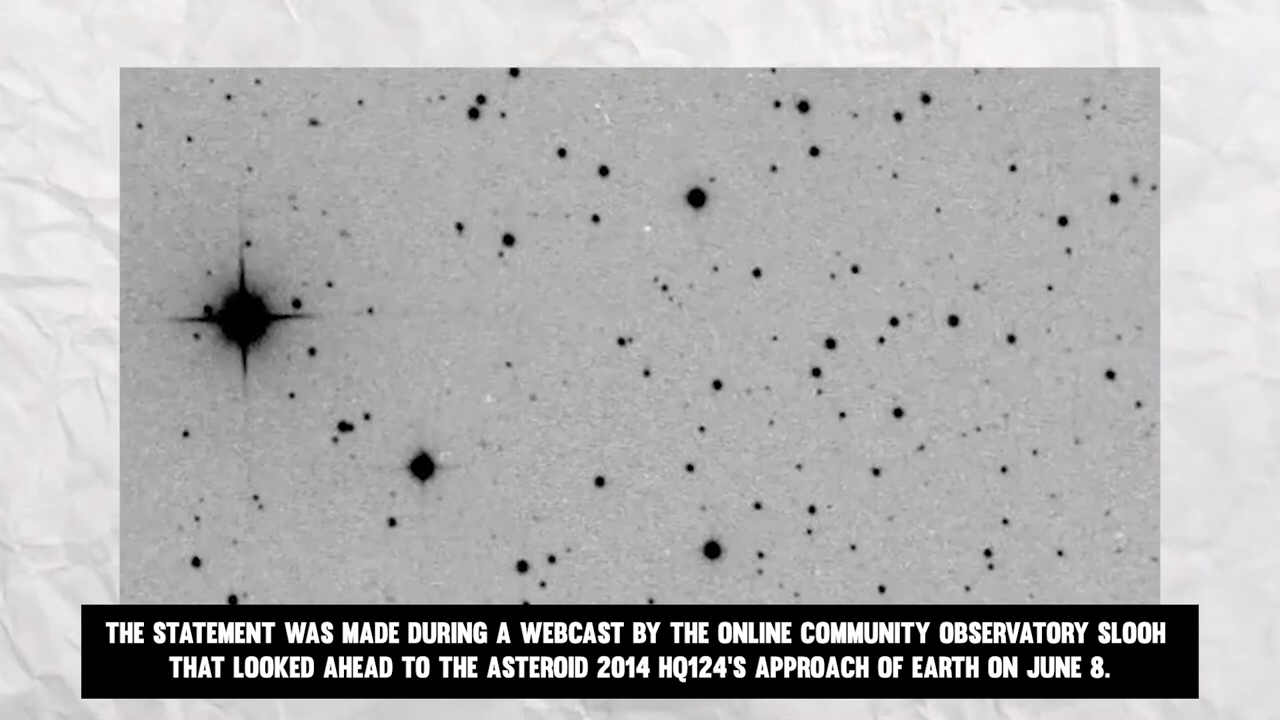 THE STATEMENT WAS MADE DURING A WEBCAST BY THE ONLINE COMMUNITY OBSERVATORY SLOOH
THAT LOOKED AHEAD TO THE ASTEROID 2014 HQ124'S APPROACH OF EARTH ON JUNE 8.